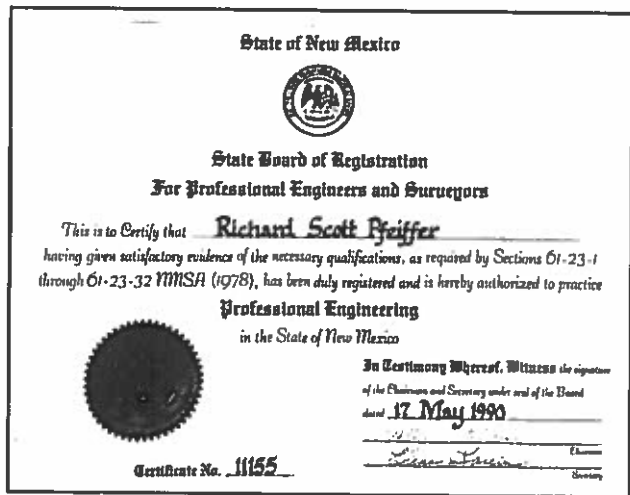 State of New Mexico
State Board of Registration
For Professional Engineers and Surveyors
This is to Certify that Richard Scott Pfeiffer
having given satisfactory evidence of the necessary qualifications, as required by Sections 61-23-1
through 61-23-32 NMSA (1978), has been duly registered and is hereby authorized to practice
Professional Engineering
in the State of New Mexico
In Testimony Whereof, Witness the signature
of the Chairman and Secretary under seal of the Board
dated 17 May 1990
Chairman
Secretary
Certificate No. 11155